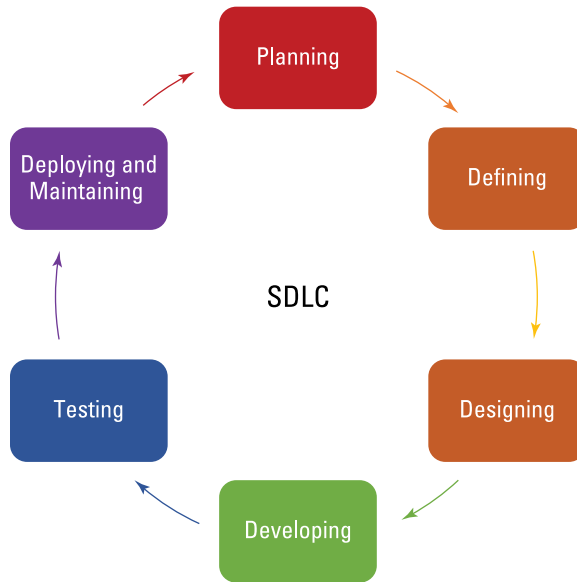 Planning
Defining
Designing
Developing
Testing
Deploying and
Maintaining
SDLC